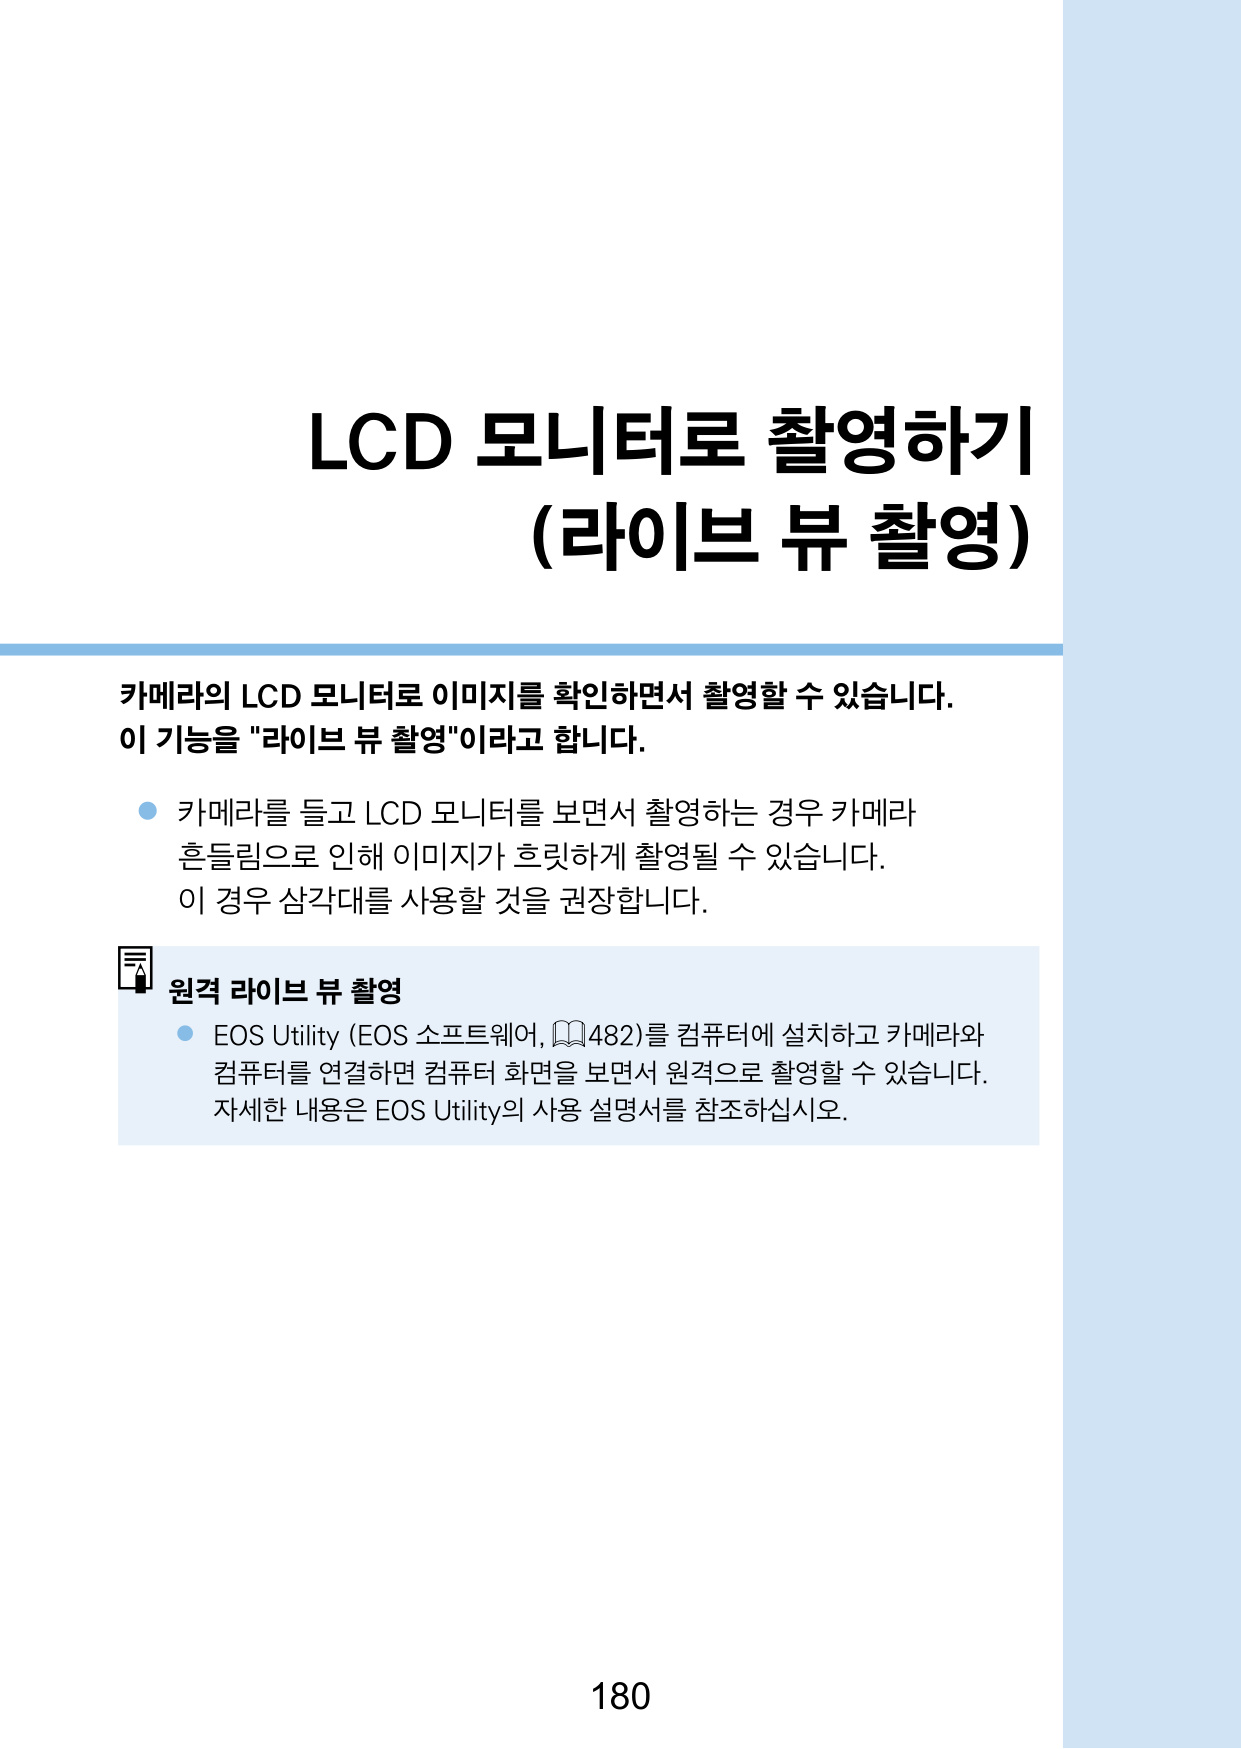 LCD 모니터로 촬영하기
(라이브 뷰 촬영)
카메라의 LCD 모니터로 이미지를 확인하면서 촬영할 수 있습니다.
이 기능을 "라이브 뷰 촬영"이라고 합니다.
● 카메라를 들고 LCD 모니터를 보면서 촬영하는 경우 카메라
흔들림으로 인해 이미지가 흐릿하게 촬영될 수 있습니다.
이 경우 삼각대를 사용할 것을 권장합니다.
원격 라이브 뷰 촬영
● EOS Utility (EOS 소프트웨어, 482)를 컴퓨터에 설치하고 카메라와
컴퓨터를 연결하면 컴퓨터 화면을 보면서 원격으로 촬영할 수 있습니다.
자세한 내용은 EOS Utility의 사용 설명서를 참조하십시오.
180